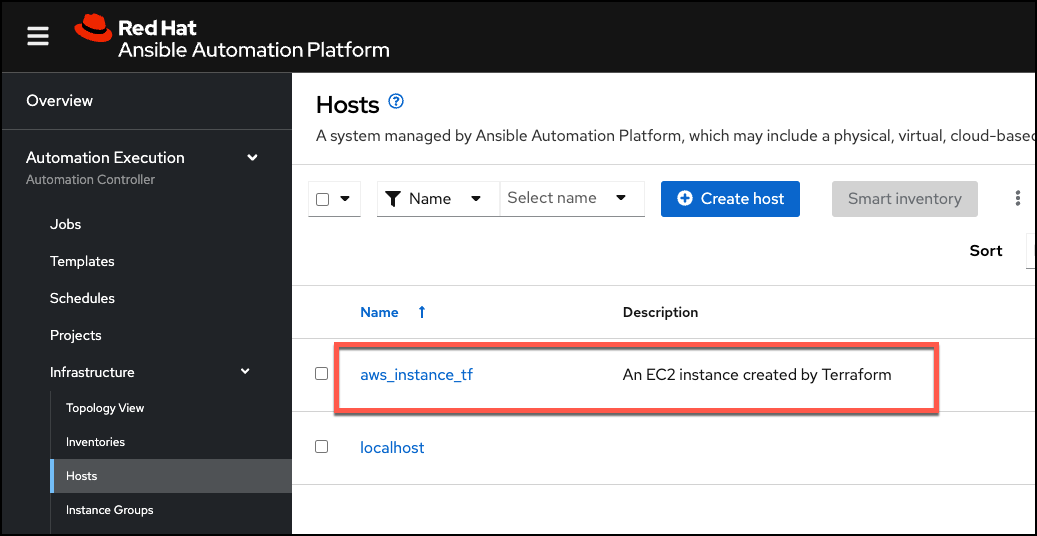 Red Hat
Ansible Automation Platform
Overview
Automation Execution
Automation Controller
Jobs
Templates
Schedules
Projects
Infrastructure
Topology View
Inventories
Hosts
Instance Groups
Hosts
A system managed by Ansible Automation Platform, which may include a physical, virtual, cloud-based
Name
Select name
Create host
Smart inventory
Sort
Name
Description
aws_instance_tf
An EC2 instance created by Terraform
localhost